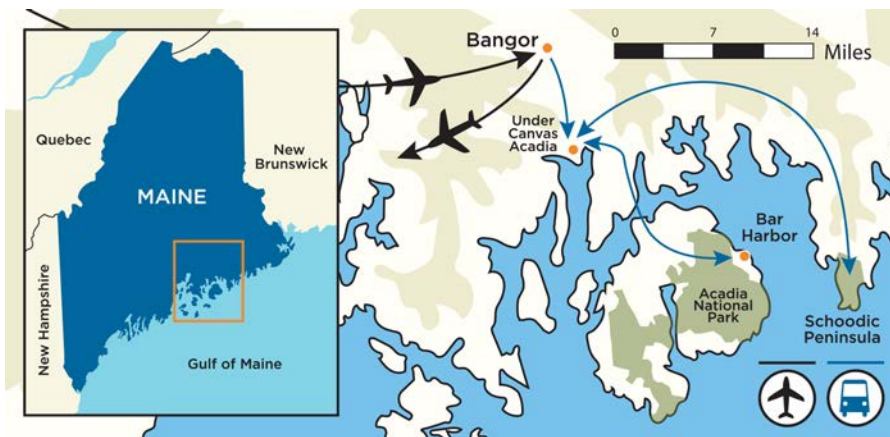 Quebec
New
Brunswick
MAINE
New Hampshire
Gulf of Maine
Bangor
0 7 14
Miles
Under
Canvas
Acadia
Bar
Harbor
Acadia
National
Park
Schoodic
Peninsula